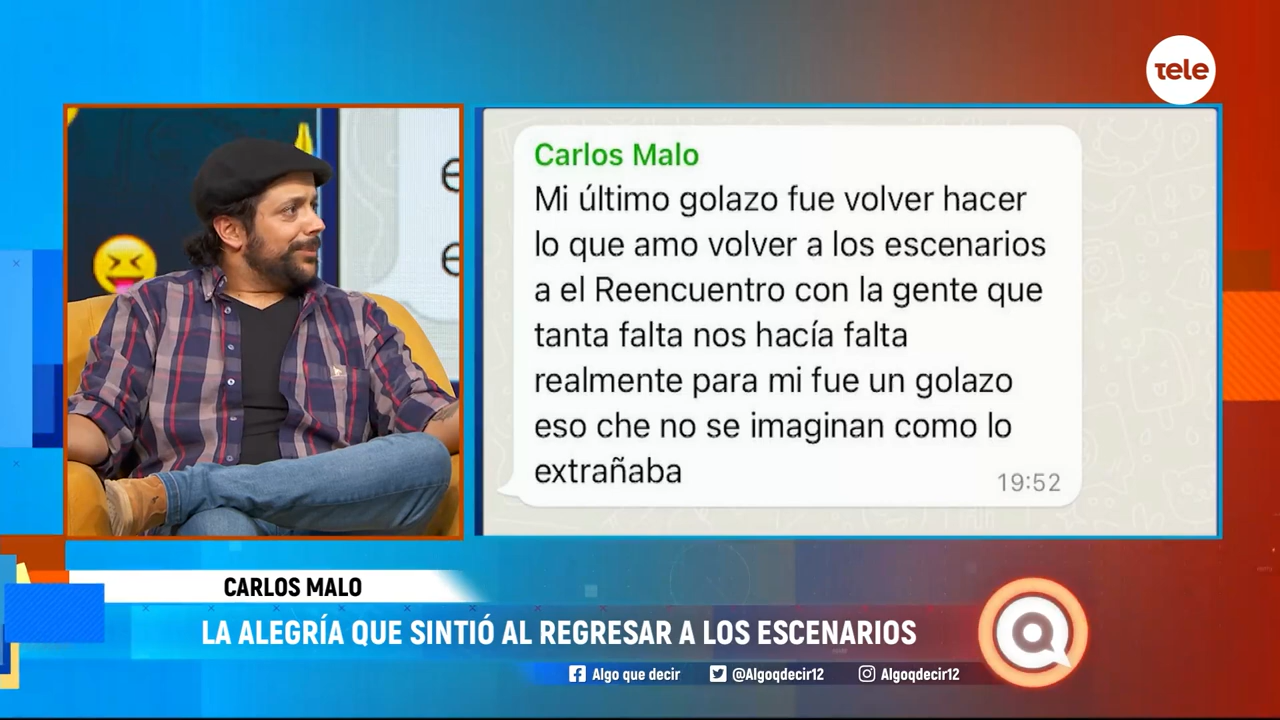 тele
Carlos Malo
Mi último golazo fue volver hacer
lo que amo volver a los escenarios
a el Reencuentro con la gente que
tanta falta nos hacía falta
realmente para mi fue un golazo
eso che no se imaginan como lo
extrañaba
19:52
CARLOS MALO
LA ALEGRÍA QUE SINTIÓ AL REGRESAR A LOS ESCENARIOS
Algo que decir @Algoqdecir12 Algoqdecir12